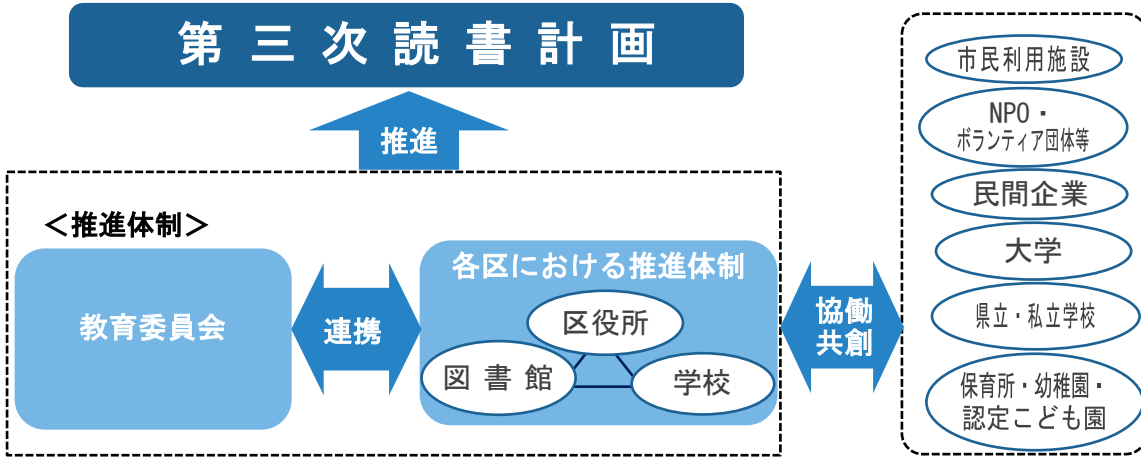 第三次読書計画
推進
＜推進体制＞
教育委員会
連携
各区における推進体制
区役所
図書館
学校
協働
共創
市民利用施設
NPO・
ボランティア団体等
民間企業
大学
県立・私立学校
保育所・幼稚園・
認定こども園